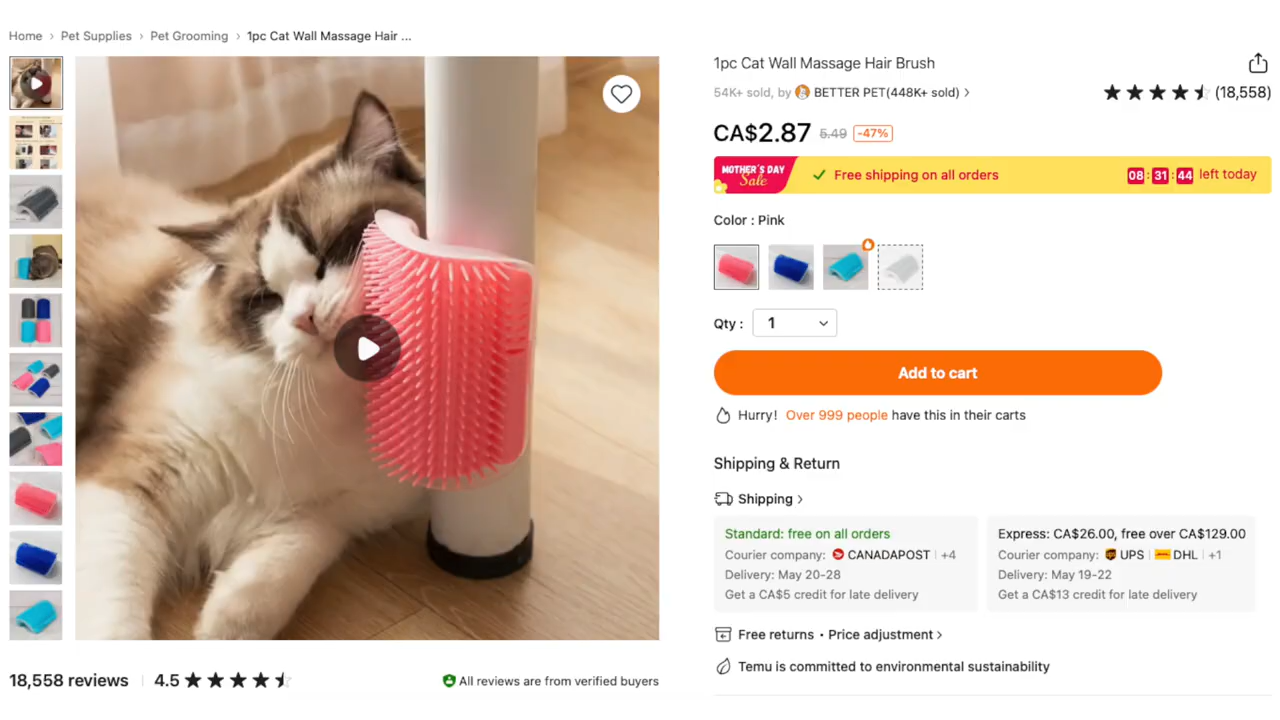 Home › Pet Supplies › Pet Grooming › 1pc Cat Wall Massage Hair ...
1pc Cat Wall Massage Hair Brush
54K+ sold, by BETTER PET(448K+ sold) >
(18,558)
CA$2.87 5.49 -47%
MOTHER'S DAY
Sale
Free shipping on all orders
08 : 31 : 44 left today
Color : Pink
Qty : 1
Add to cart
Hurry! Over 999 people have this in their carts
Shipping & Return
Shipping >
Standard: free on all orders
Courier company: CANADAPOST | +4
Delivery: May 20-28
Get a CA$5 credit for late delivery
Express: CA$26.00, free over CA$129.00
Courier company: UPS | DHL | +1
Delivery: May 19-22
Get a CA$13 credit for late delivery
Free returns • Price adjustment >
Temu is committed to environmental sustainability
18,558 reviews | 4.5
All reviews are from verified buyers